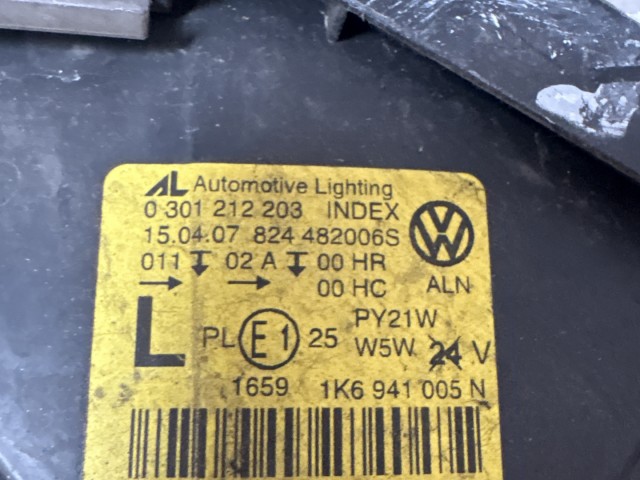 AL Automotive Lighting
0 301 212 203 INDEX
15.04.07 824 482006S
011 02 A 00 HR
00 HC ALN
L PL E1 25 PY21W
W5W 24 V
1659 1K6 941 005 N